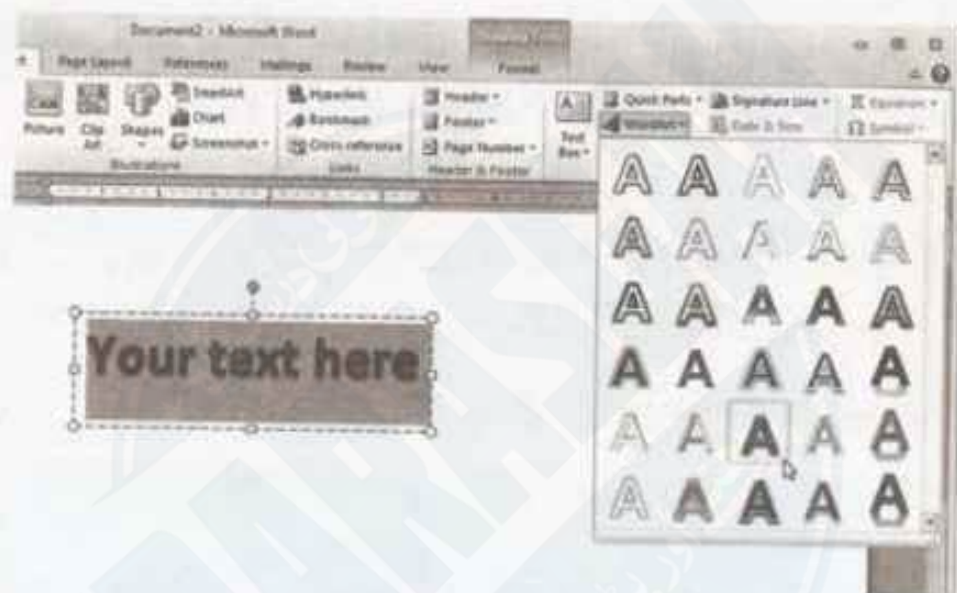 Document2 - Microsoft Word
Page Layout References Mailings Review View Format
Picture Clip Art Shapes SmartArt Chart Screenshot
Illustrations
Hyperlink Bookmark Cross-reference
Links
Header Footer Page Number
Header & Footer
A Text Box
Quick Parts Signature Line Equation
WordArt Date & Time Symbol
A A A A A
A A A A A
A A A A A
A A A A A
A A A A A
A A A A A
Your text here